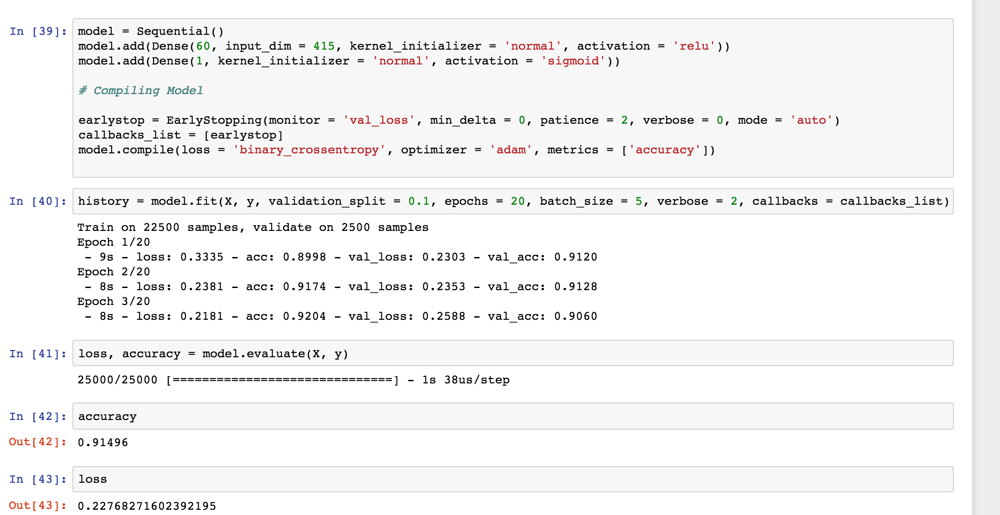 In [39]: model = Sequential()
model.add(Dense(60, input_dim = 415, kernel_initializer = 'normal', activation = 'relu'))
model.add(Dense(1, kernel_initializer = 'normal', activation = 'sigmoid'))
# Compiling Model
earlystop = EarlyStopping(monitor = 'val_loss', min_delta = 0, patience = 2, verbose = 0, mode = 'auto')
callbacks_list = [earlystop]
model.compile(loss = 'binary_crossentropy', optimizer = 'adam', metrics = ['accuracy'])
In [40]: history = model.fit(X, y, validation_split = 0.1, epochs = 20, batch_size = 5, verbose = 2, callbacks = callbacks_list)
Train on 22500 samples, validate on 2500 samples
Epoch 1/20
 - 9s - loss: 0.3335 - acc: 0.8998 - val_loss: 0.2303 - val_acc: 0.9120
Epoch 2/20
 - 8s - loss: 0.2381 - acc: 0.9174 - val_loss: 0.2353 - val_acc: 0.9128
Epoch 3/20
 - 8s - loss: 0.2181 - acc: 0.9204 - val_loss: 0.2588 - val_acc: 0.9060
In [41]: loss, accuracy = model.evaluate(X, y)
25000/25000 [==============================] - 1s 38us/step
In [42]: accuracy
Out[42]: 0.91496
In [43]: loss
Out[43]: 0.22768271602392195